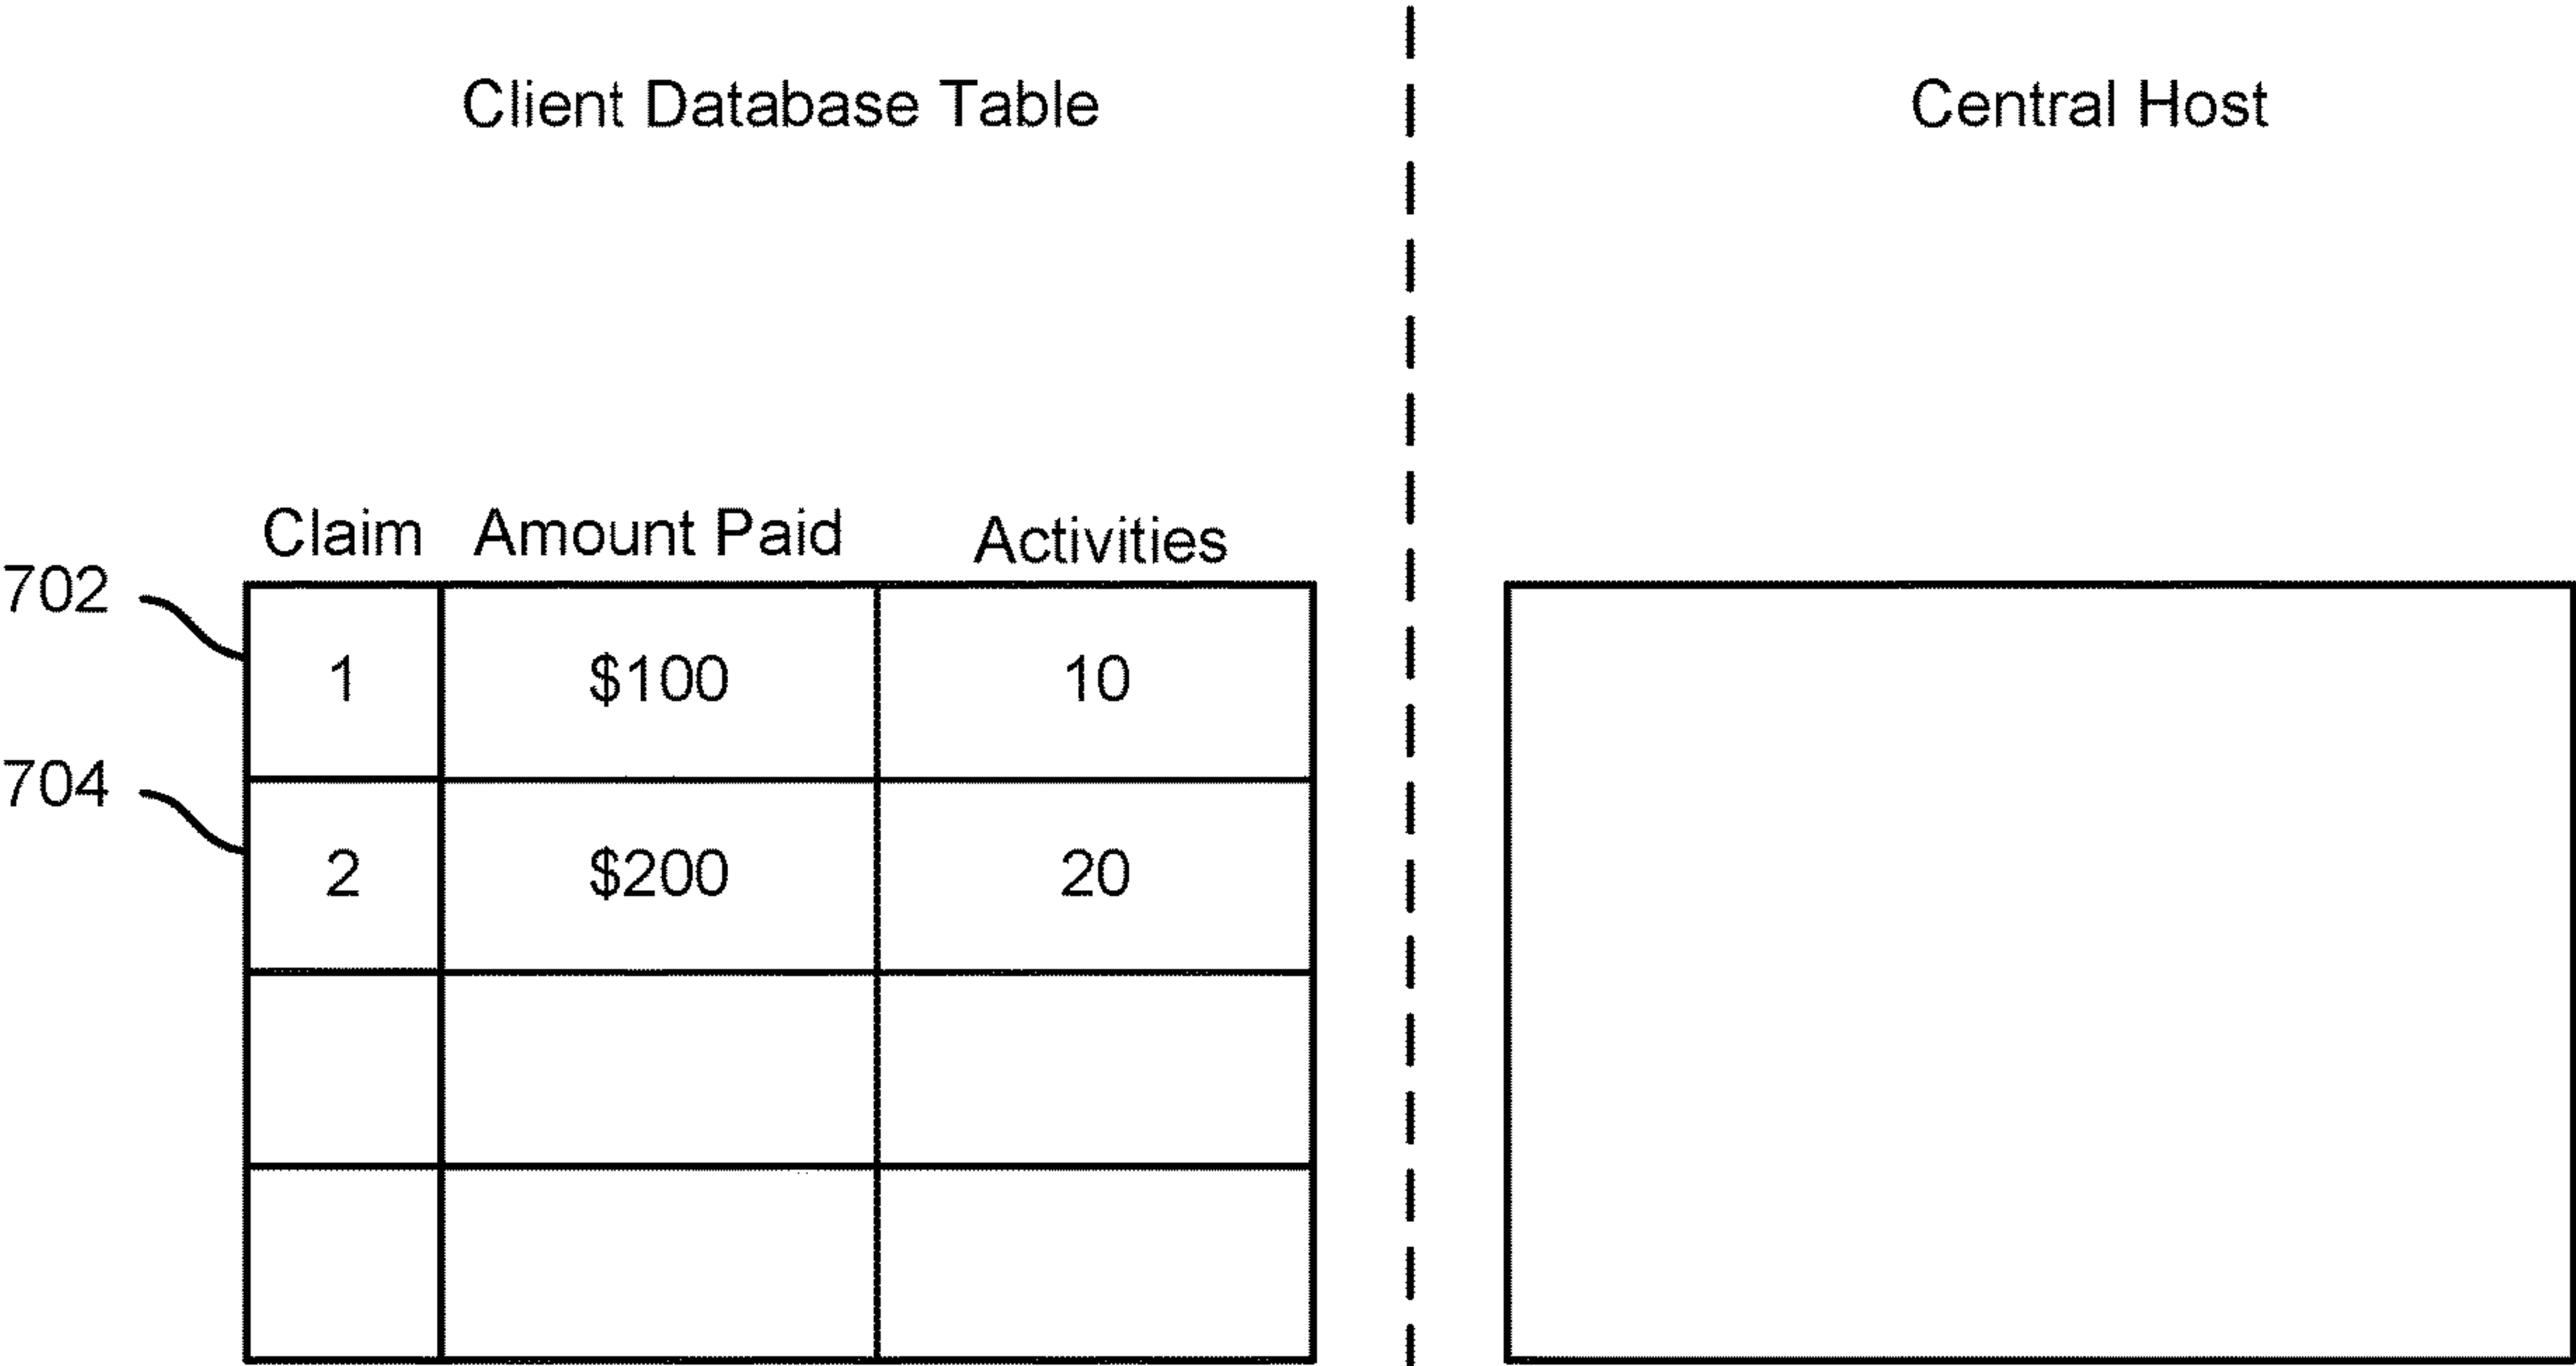 Client Database Table
Central Host
Claim Amount Paid Activities
702
1 $100 10
704
2 $200 20